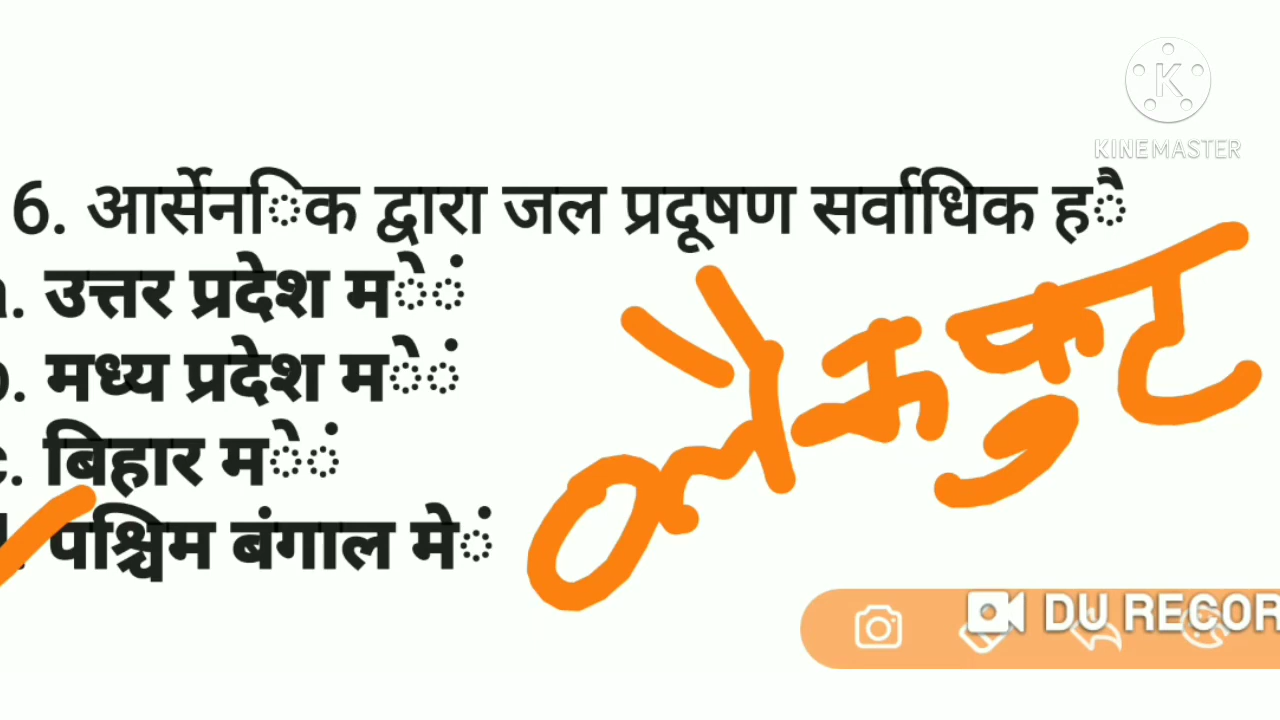 KINEMASTER
6. आर्सेनिक द्वारा जल प्रदूषण सर्वाधिक है
a. उत्तर प्रदेश में
b. मध्य प्रदेश में
c. बिहार में
पश्चिम बंगाल में
ब्लैक फुट
DU RECOR